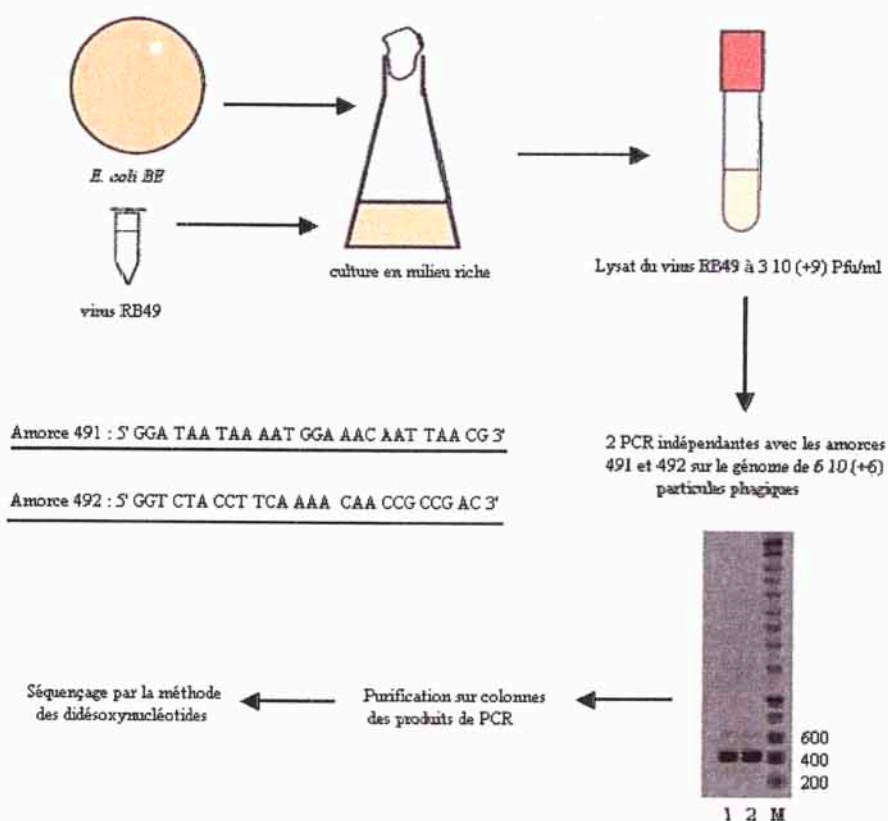 E. coli BE
virus RB49
culture en milieu riche
Lysat du virus RB49 à 3 10 (+9) Pfu/ml
Amorce 491 : 5' GGA TAA TAA AAT GGA AAC AAT TAA CG 3'
Amorce 492 : 5' GGT CTA CCT TCA AAA CAA CCG CCG AC 3'
2 PCR indépendantes avec les amorces
491 et 492 sur le génome de 6 10 (+6)
particules phagiques
Séquençage par la méthode
des didésoxynucléotides
Purification sur colonnes
des produits de PCR
600
400
200
1 2 M